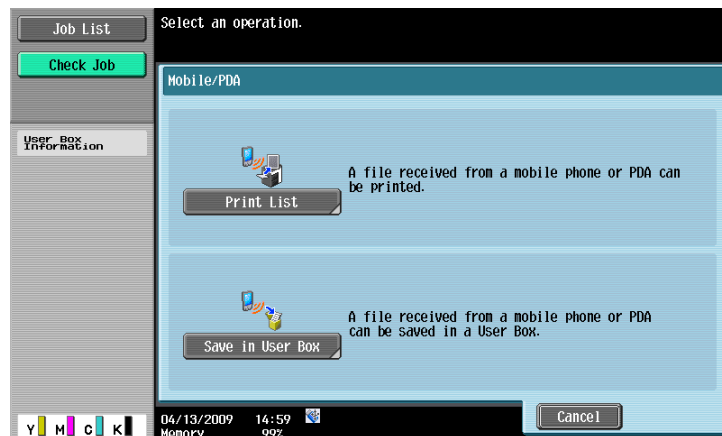 Job List
Check Job
User Box
Information
Select an operation.
Mobile/PDA
A file received from a mobile phone or PDA can
be printed.
Print List
A file received from a mobile phone or PDA
can be saved in a User Box.
Save in User Box
Y M C K
04/13/2009 14:59
Memory 99%
Cancel